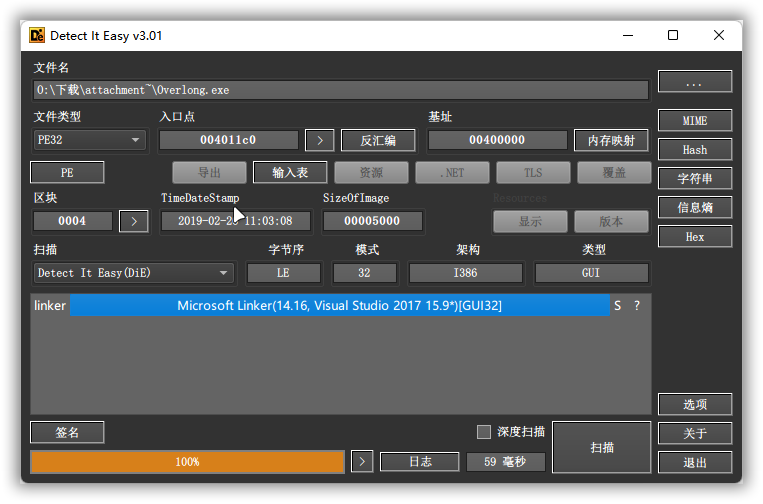 Detect It Easy v3.01
文件名
O:\下载\attachment~\Overlong.exe
...
文件类型 入口点 基址
PE32 004011c0 > 反汇编 00400000 内存映射 MIME
Hash
PE 导出 输入表 资源 .NET TLS 覆盖 字符串
区块 TimeDateStamp SizeOfImage Resources 信息熵
0004 > 2019-02-2 11:03:08 00005000 显示 版本 Hex
扫描 字节序 模式 架构 类型
Detect It Easy(DiE) LE 32 I386 GUI
linker Microsoft Linker(14.16, Visual Studio 2017 15.9*)[GUI32] S ?
选项
签名 深度扫描 扫描 关于
100% > 日志 59 毫秒 退出